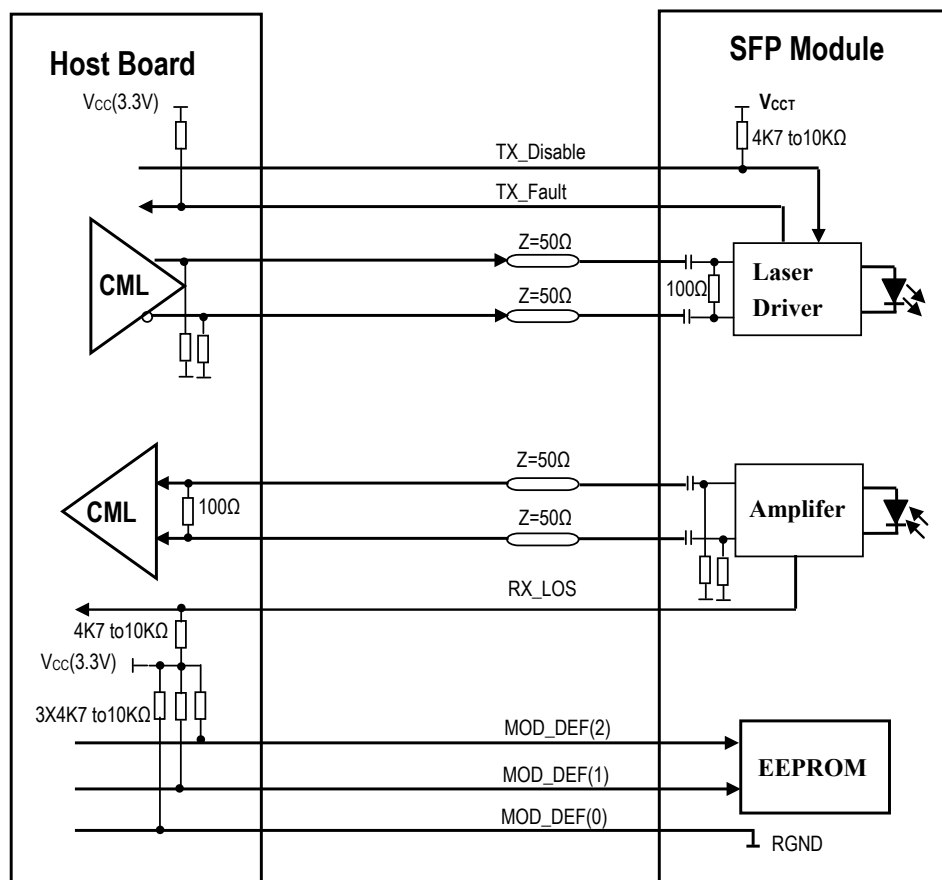 Host Board
SFP Module
VCC(3.3V)
VCCT
4K7 to10KΩ
TX_Disable
TX_Fault
CML
Z=50Ω
Z=50Ω
100Ω
Laser
Driver
Z=50Ω
Z=50Ω
CML
100Ω
Amplifer
RX_LOS
4K7 to10KΩ
VCC(3.3V)
3X4K7 to10KΩ
MOD_DEF(2)
MOD_DEF(1)
MOD_DEF(0)
EEPROM
RGND